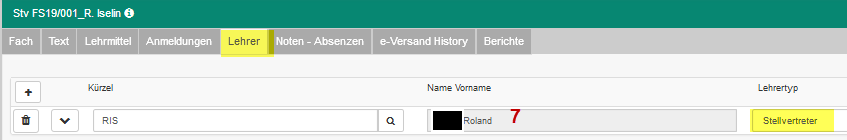 Stv FS19/001_R. Iselin
Fach Text Lehrmittel Anmeldungen Lehrer Noten - Absenzen e-Versand History Berichte
+ Kürzel Name Vorname Lehrertyp
RIS Roland 7 Stellvertreter